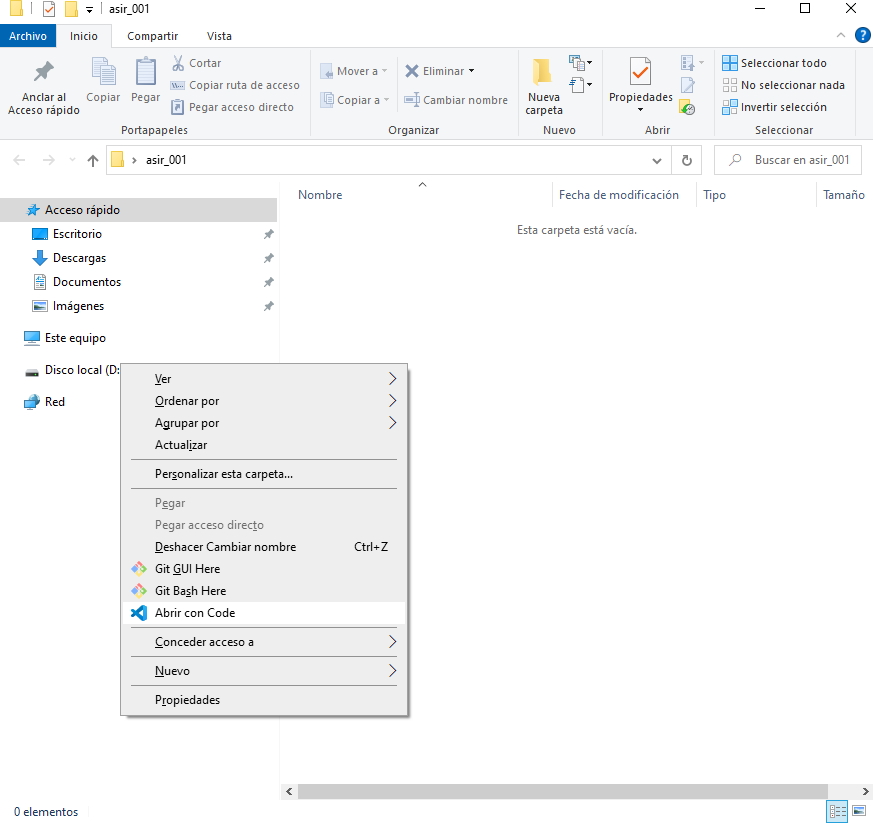 asir_001
Archivo Inicio Compartir Vista
Anclar al
Acceso rápido
Copiar
Pegar
Cortar
Copiar ruta de acceso
Pegar acceso directo
Portapapeles
Mover a
Copiar a
Eliminar
Cambiar nombre
Organizar
Nueva
carpeta
Nuevo
Propiedades
Abrir
Seleccionar todo
No seleccionar nada
Invertir selección
Seleccionar
asir_001
Buscar en asir_001
Nombre Fecha de modificación Tipo Tamaño
Esta carpeta está vacía.
Acceso rápido
Escritorio
Descargas
Documentos
Imágenes
Este equipo
Disco local (D:
Red
Ver
Ordenar por
Agrupar por
Actualizar
Personalizar esta carpeta...
Pegar
Pegar acceso directo
Deshacer Cambiar nombre Ctrl+Z
Git GUI Here
Git Bash Here
Abrir con Code
Conceder acceso a
Nuevo
Propiedades
0 elementos